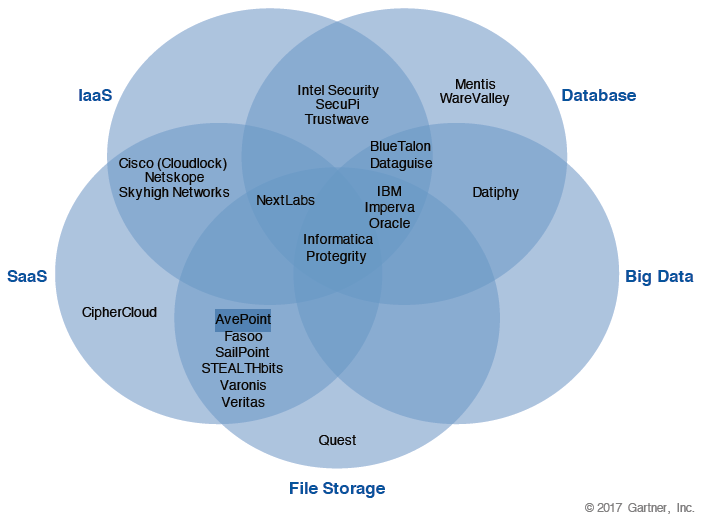 IaaS
Database
Intel Security
SecuPi
Trustwave
Mentis
WareValley
BlueTalon
Dataguise
Cisco (Cloudlock)
Netskope
Skyhigh Networks
NextLabs
IBM
Imperva
Oracle
Datiphy
Informatica
Protegrity
SaaS
Big Data
CipherCloud
AvePoint
Fasoo
SailPoint
STEALTHbits
Varonis
Veritas
Quest
File Storage
© 2017 Gartner, Inc.